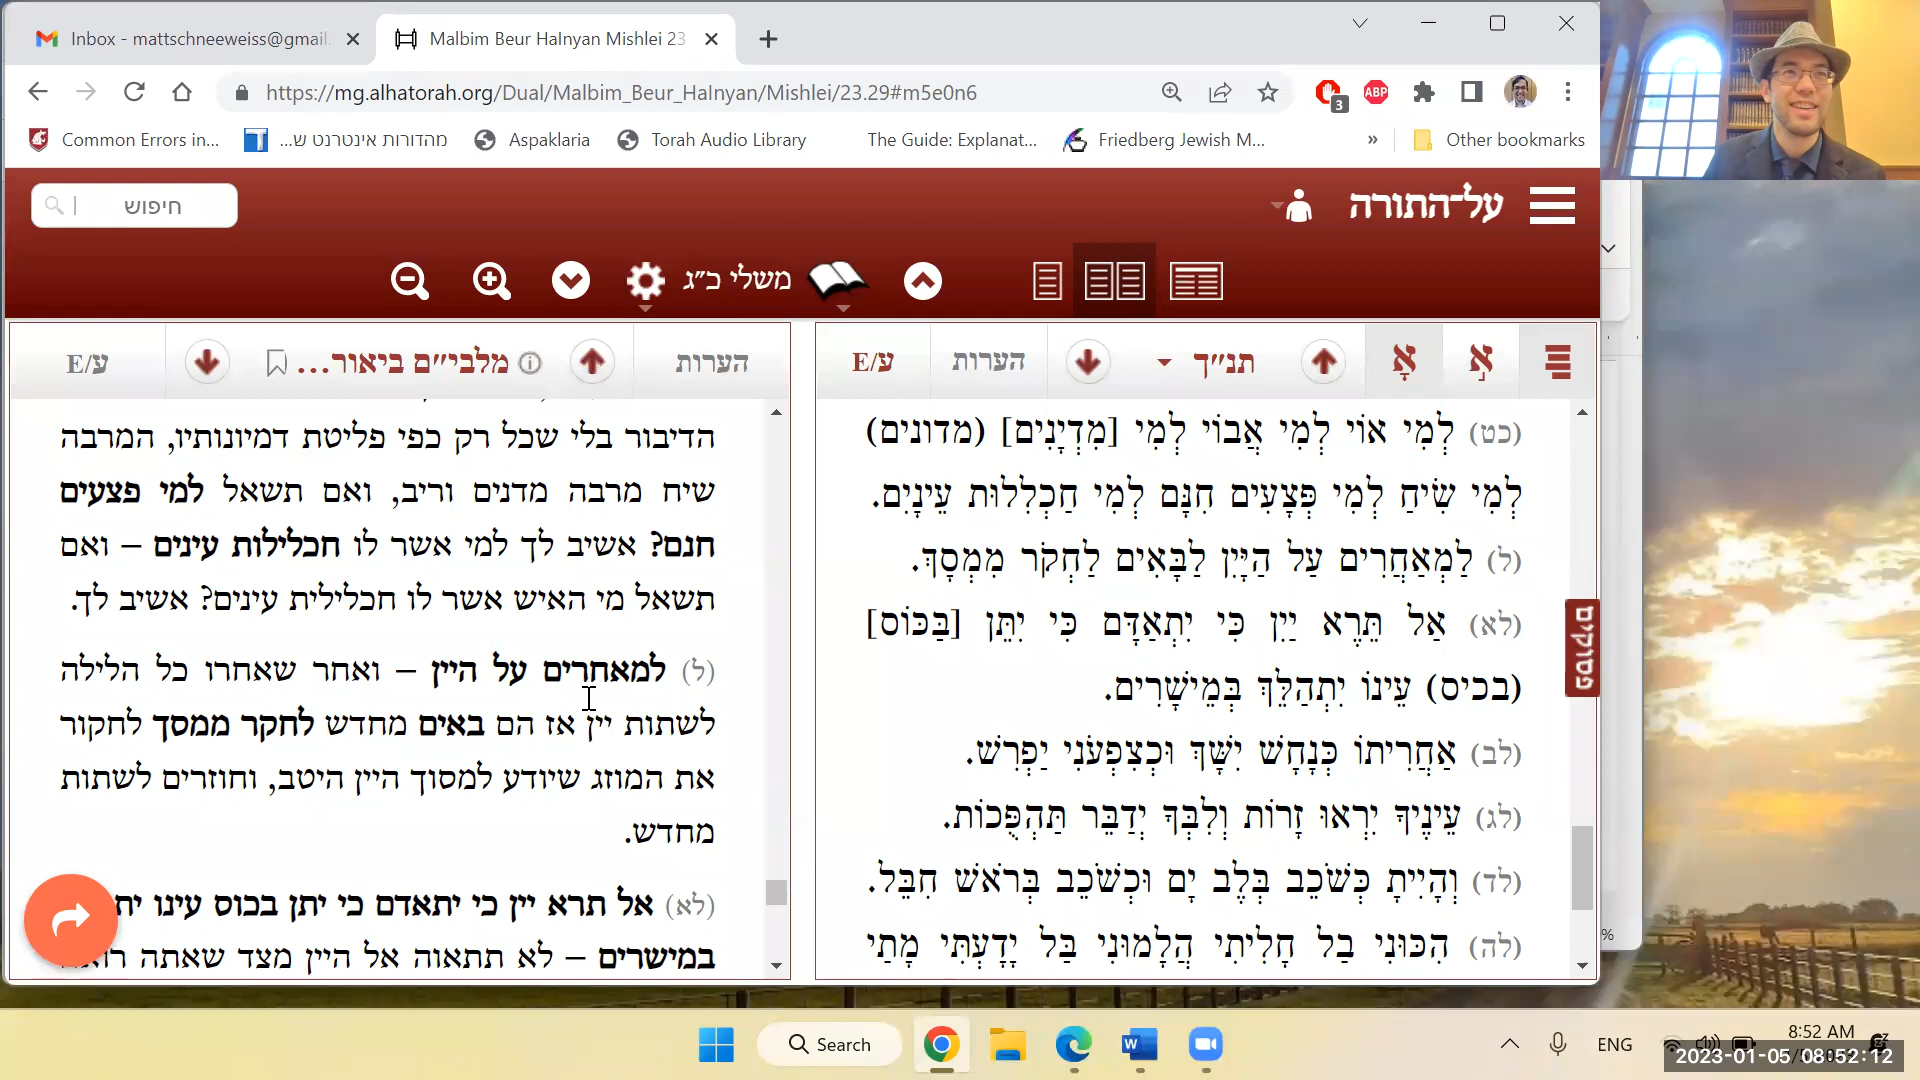 Inbox - mattschneeweiss@gmail.
Malbim Beur HaInyan Mishlei 23
https://mg.alhatorah.org/Dual/Malbim_Beur_HaInyan/Mishlei/23.29#m5e0n6
3
ABP
Common Errors in...
מהדורות אינטרנט ש...
Aspaklaria
Torah Audio Library
The Guide: Explanat...
Friedberg Jewish M...
»
Other bookmarks
חיפוש
על־התורה
משלי כ״ג
תנ״ך
הערות
ע/E
הערות
מלבי״ם ביאור...
ע/E
(כט) לְמִי אוֹי לְמִי אֲבוֹי לְמִי [מִדְיָנִים] (מדונים)
לְמִי שִׂיחַ לְמִי פְּצָעִים חִנָּם לְמִי חַכְלִלוּת עֵינָיִם.
(ל) לַמְאַחֲרִים עַל הַיָּיִן לַבָּאִים לַחְקֹר מִמְסָךְ.
(לא) אַל תֵּרֶא יַיִן כִּי יִתְאַדָּם כִּי יִתֵּן [בַּכּוֹס]
(בכיס) עֵינוֹ יִתְהַלֵּךְ בְּמֵישָׁרִים.
(לב) אַחֲרִיתוֹ כְּנָחָשׁ יִשָּׁךְ וּכְצִפְעֹנִי יַפְרִשׁ.
(לג) עֵינֶיךָ יִרְאוּ זָרוֹת וְלִבְּךָ יְדַבֵּר תַּהְפֻּכוֹת.
(לד) וְהָיִיתָ כְּשֹׁכֵב בְּלֶב יָם וּכְשֹׁכֵב בְּרֹאשׁ חִבֵּל.
(לה) הִכּוּנִי בַל חָלִיתִי הֲלָמוּנִי בַּל יָדָעְתִּי מָתַי
פסוקים
הדיבור בלי שכל רק כפי פליטת דמיונותיו, המרבה
שיח מרבה מדנים וריב, ואם תשאל למי פצעים
חנם? אשיב לך למי אשר לו חכלילות עינים – ואם
תשאל מי האיש אשר לו חכלילית עינים? אשיב לך.
(ל) למאחרים על היין – ואחר שאחרו כל הלילה
לשתות יין אז הם באים מחדש לחקר ממסך לחקור
את המוזג שיודע למסוך היין היטב, וחוזרים לשתות
מחדש.
(לא) אל תרא יין כי יתאדם כי יתן בכוס עינו
במישרים – לא תתאוה אל היין מצד שאתה
%
Search
ENG
8:52 AM
2023-01-05 08:52:12